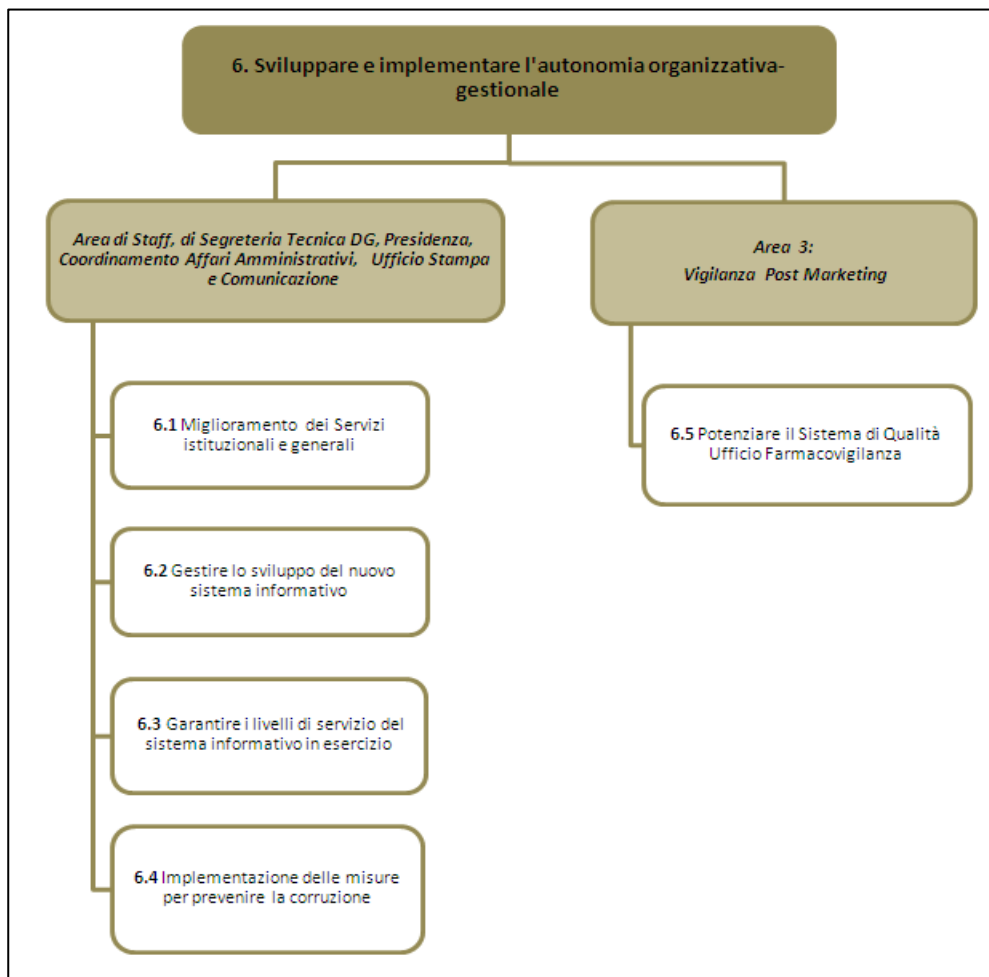 6. Sviluppare e implementare l'autonomia organizzativa-
gestionale
Area di Staff, di Segreteria Tecnica DG, Presidenza,
Coordinamento Affari Amministrativi, Ufficio Stampa
e Comunicazione
Area 3:
Vigilanza Post Marketing
6.1 Miglioramento dei Servizi
istituzionali e generali
6.5 Potenziare il Sistema di Qualità
Ufficio Farmacovigilanza
6.2 Gestire lo sviluppo del nuovo
sistema informativo
6.3 Garantire i livelli di servizio del
sistema informativo in esercizio
6.4 Implementazione delle misure
per prevenire la corruzione